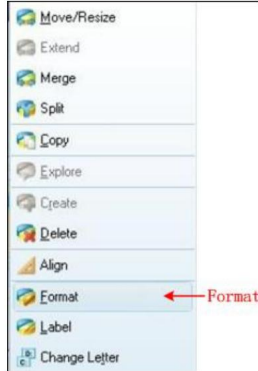 Move/Resize
Extend
Merge
Split
Copy
Explore
Create
Delete
Align
Format
Format
Label
Change Letter